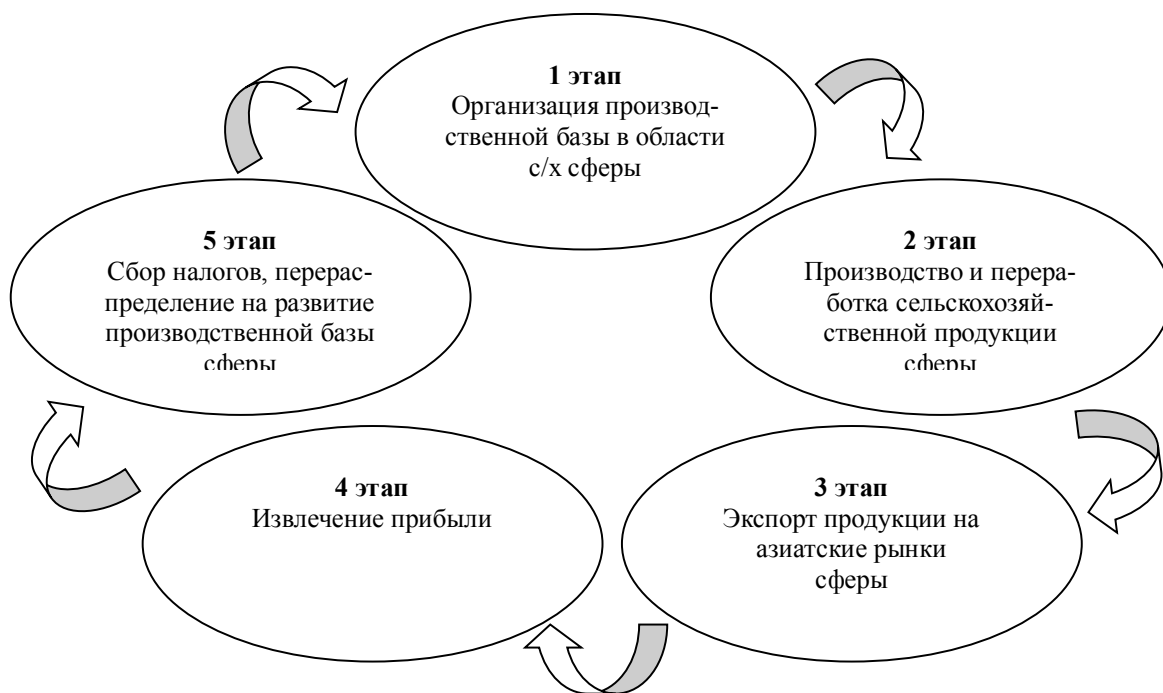 1 этап
Организация производ-
ственной базы в области
с/х сферы
2 этап
Производство и перера-
ботка сельскохозяй-
ственной продукции
сферы
3 этап
Экспорт продукции на
азиатские рынки
сферы
4 этап
Извлечение прибыли
5 этап
Сбор налогов, перерас-
пределение на развитие
производственной базы
сферы